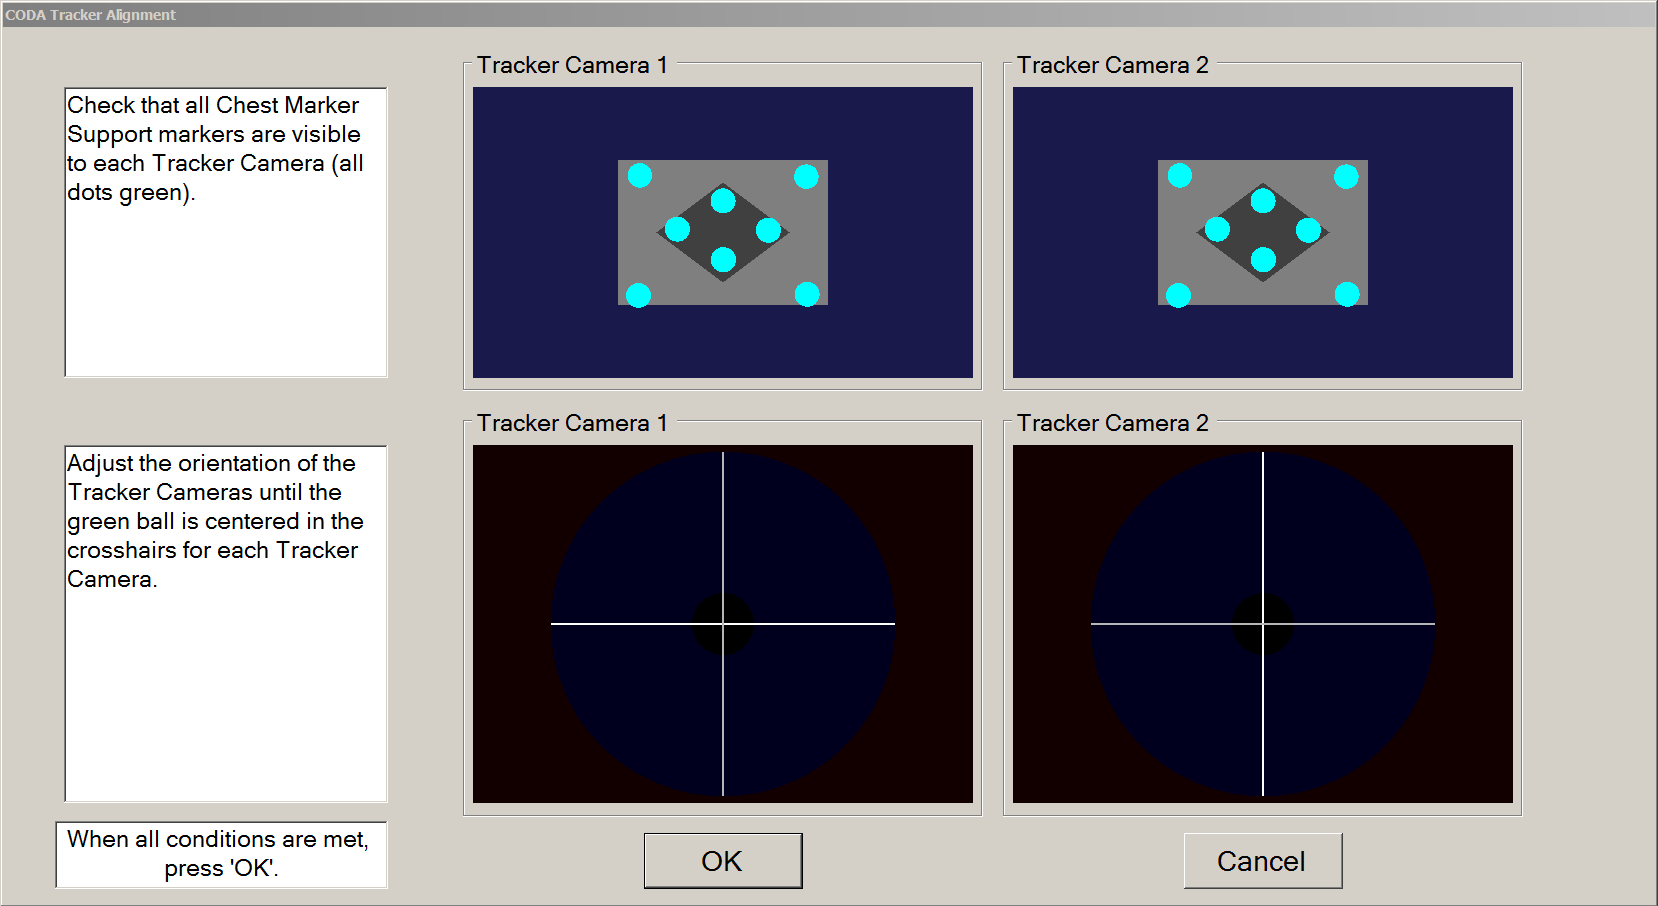 CODA Tracker Alignment
Check that all Chest Marker
Support markers are visible
to each Tracker Camera (all
dots green).
Tracker Camera 1
Tracker Camera 2
Adjust the orientation of the
Tracker Cameras until the
green ball is centered in the
crosshairs for each Tracker
Camera.
Tracker Camera 1
Tracker Camera 2
When all conditions are met,
press 'OK'.
OK
Cancel